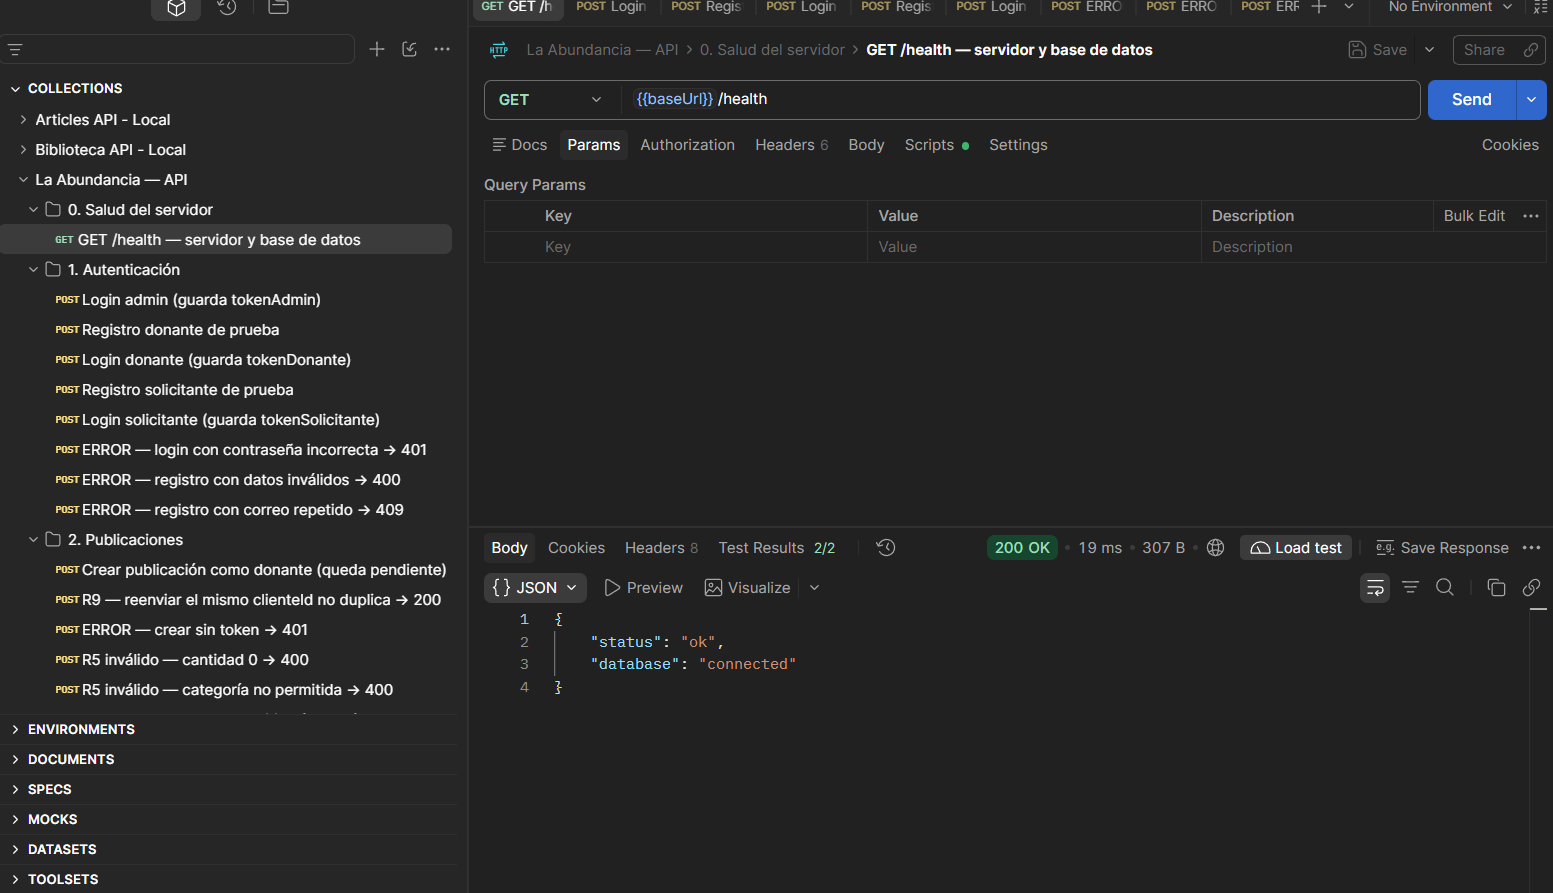 GET GET /h
POST Login
POST Regis
POST Login
POST Regis
POST Login
POST ERRO
POST ERRO
POST ERR
No Environment
La Abundancia — API > 0. Salud del servidor > GET /health — servidor y base de datos
Save
Share
GET
{{baseUrl}} /health
Send
Docs
Params
Authorization
Headers 6
Body
Scripts
Settings
Cookies
Query Params
Key Value Description Bulk Edit
Key Value Description
COLLECTIONS
Articles API - Local
Biblioteca API - Local
La Abundancia — API
0. Salud del servidor
GET GET /health — servidor y base de datos
1. Autenticación
POST Login admin (guarda tokenAdmin)
POST Registro donante de prueba
POST Login donante (guarda tokenDonante)
POST Registro solicitante de prueba
POST Login solicitante (guarda tokenSolicitante)
POST ERROR — login con contraseña incorrecta → 401
POST ERROR — registro con datos inválidos → 400
POST ERROR — registro con correo repetido → 409
2. Publicaciones
POST Crear publicación como donante (queda pendiente)
POST R9 — reenviar el mismo clienteId no duplica → 200
POST ERROR — crear sin token → 401
POST R5 inválido — cantidad 0 → 400
POST R5 inválido — categoría no permitida → 400
ENVIRONMENTS
DOCUMENTS
SPECS
MOCKS
DATASETS
TOOLSETS
Body
Cookies
Headers 8
Test Results 2/2
200 OK • 19 ms • 307 B
Load test
e.g. Save Response
{} JSON
Preview
Visualize
1 {
2 "status": "ok",
3 "database": "connected"
4 }